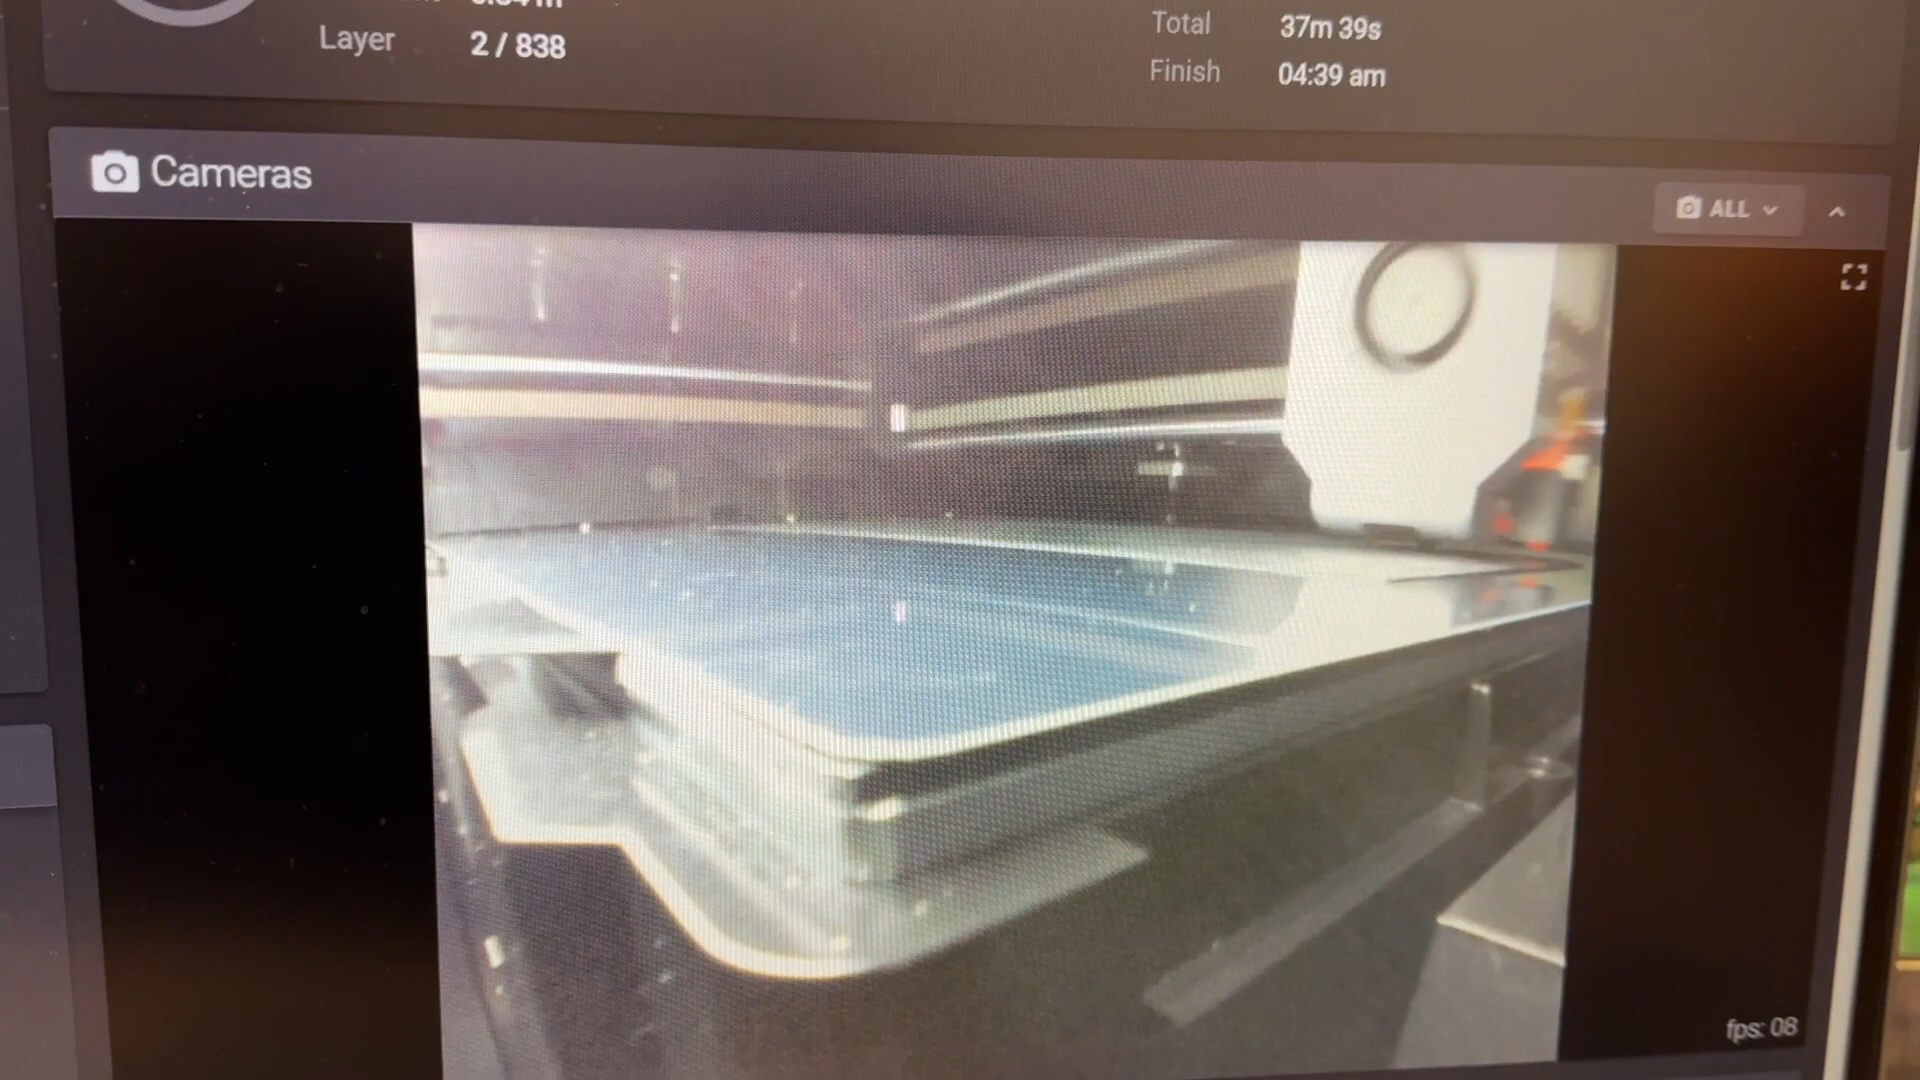 Layer 2 / 838
Total 37m 39s
Finish 04:39 am
Cameras
ALL
fps: 08